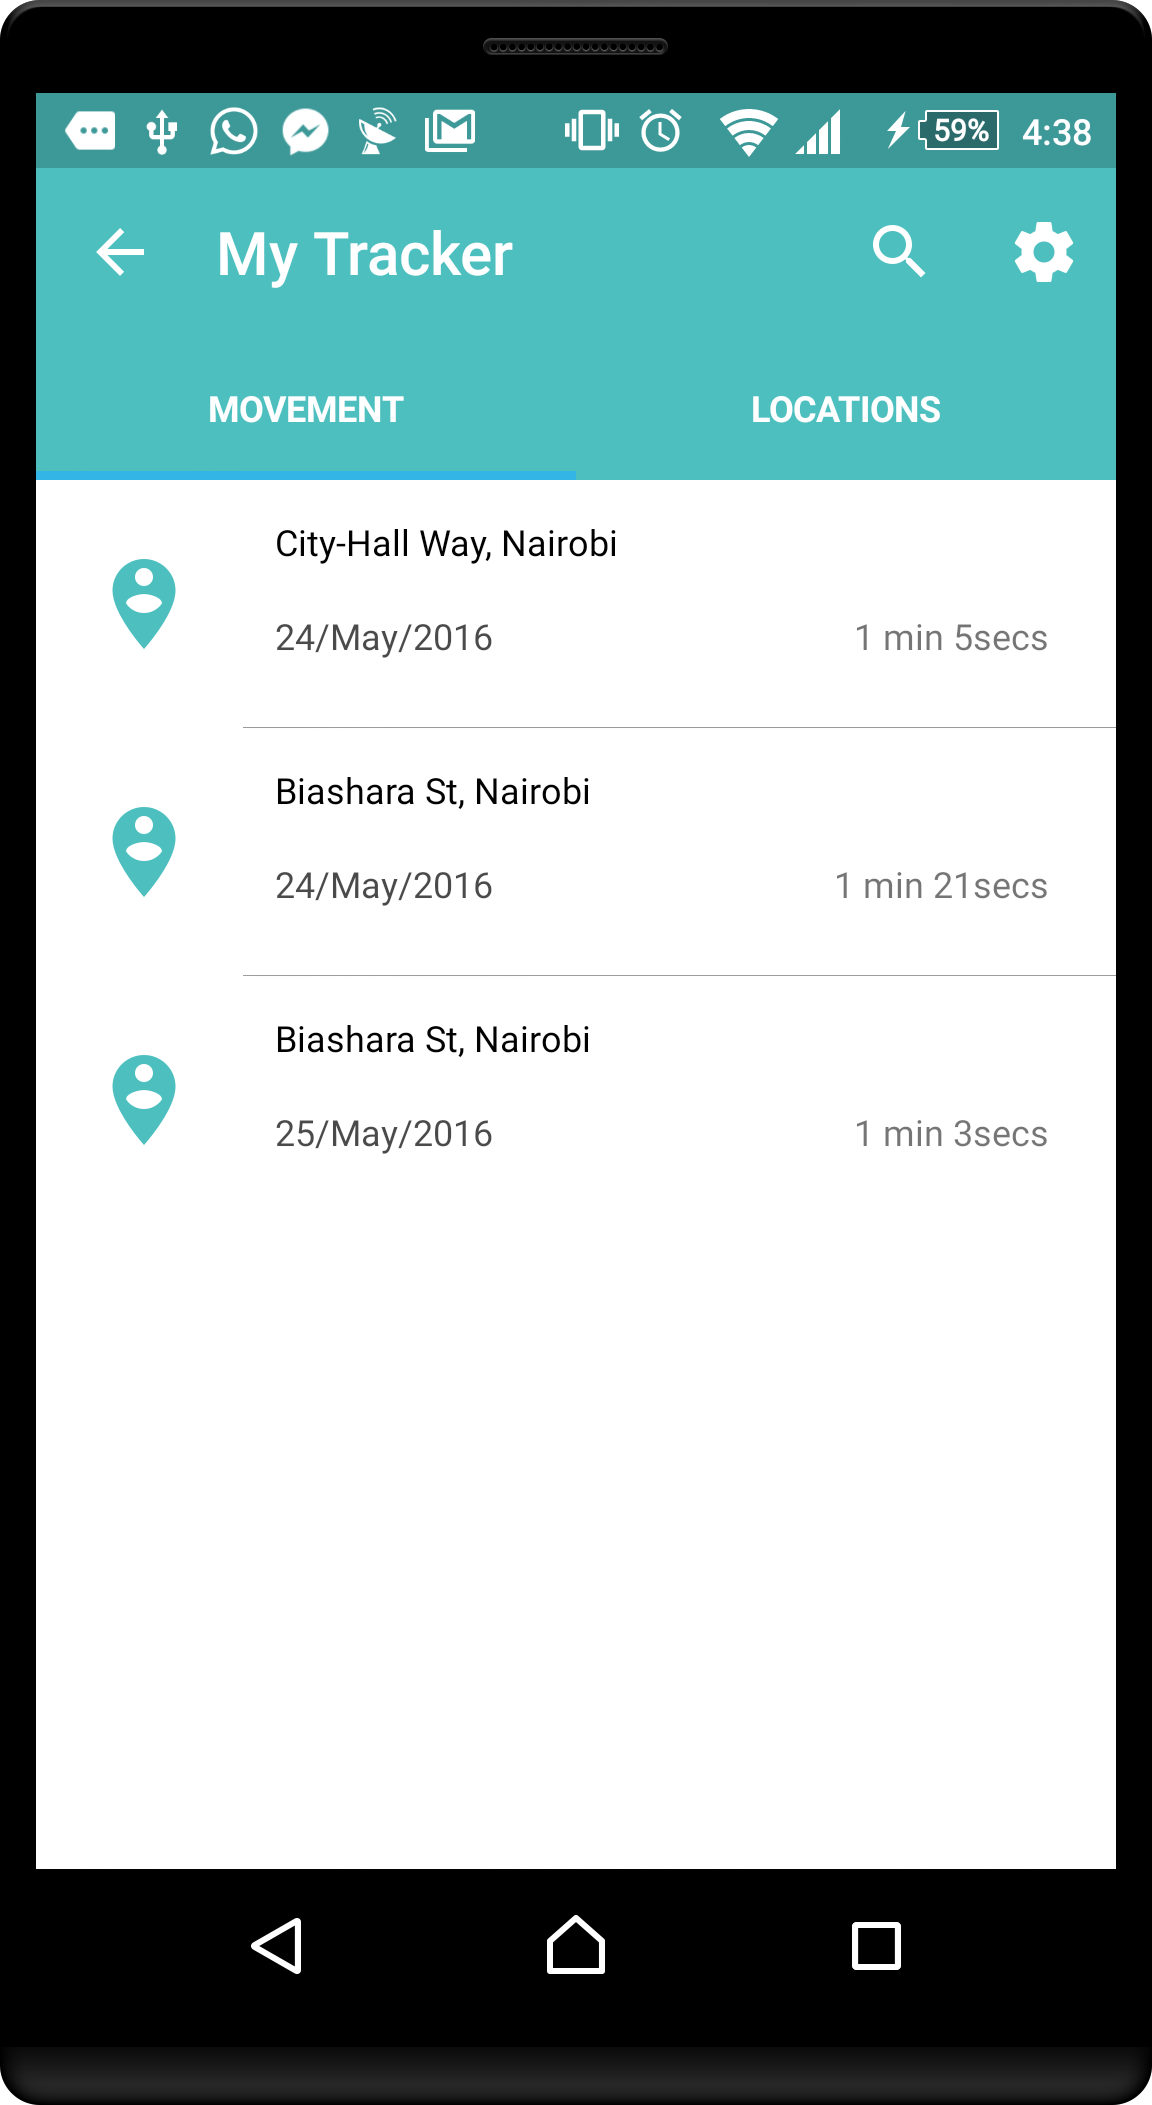 59% 4:38
My Tracker
MOVEMENT LOCATIONS
City-Hall Way, Nairobi
24/May/2016 1 min 5secs
Biashara St, Nairobi
24/May/2016 1 min 21secs
Biashara St, Nairobi
25/May/2016 1 min 3secs